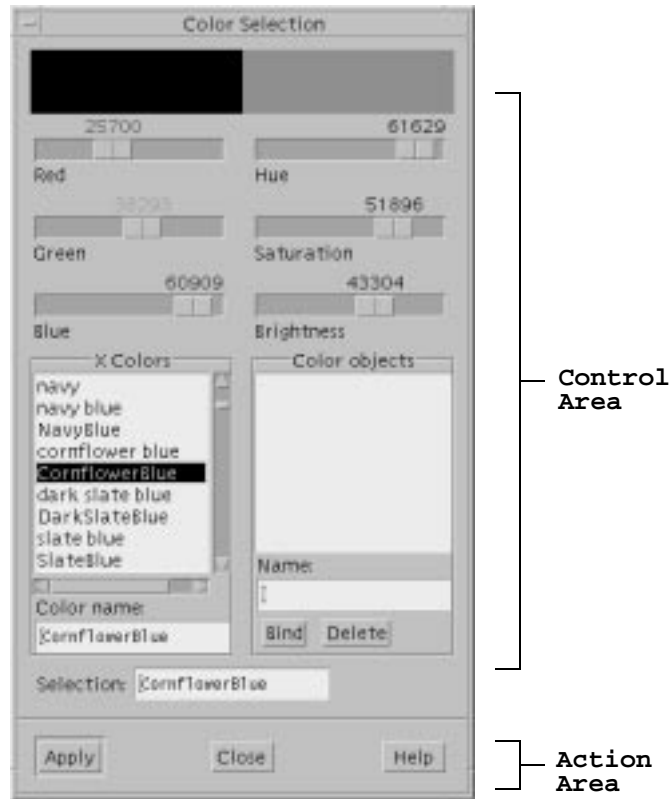 Color Selection
25700
61629
Red
Hue
38293
51896
Green
Saturation
60909
43304
Blue
Brightness
X Colors
Color objects
navy
navy blue
NavyBlue
cornflower blue
CornflowerBlue
dark slate blue
DarkSlateBlue
slate blue
SlateBlue
Name:
Color name:
CornflowerBlue
Bind
Delete
Selection: CornflowerBlue
Apply
Close
Help
Control
Area
Action
Area